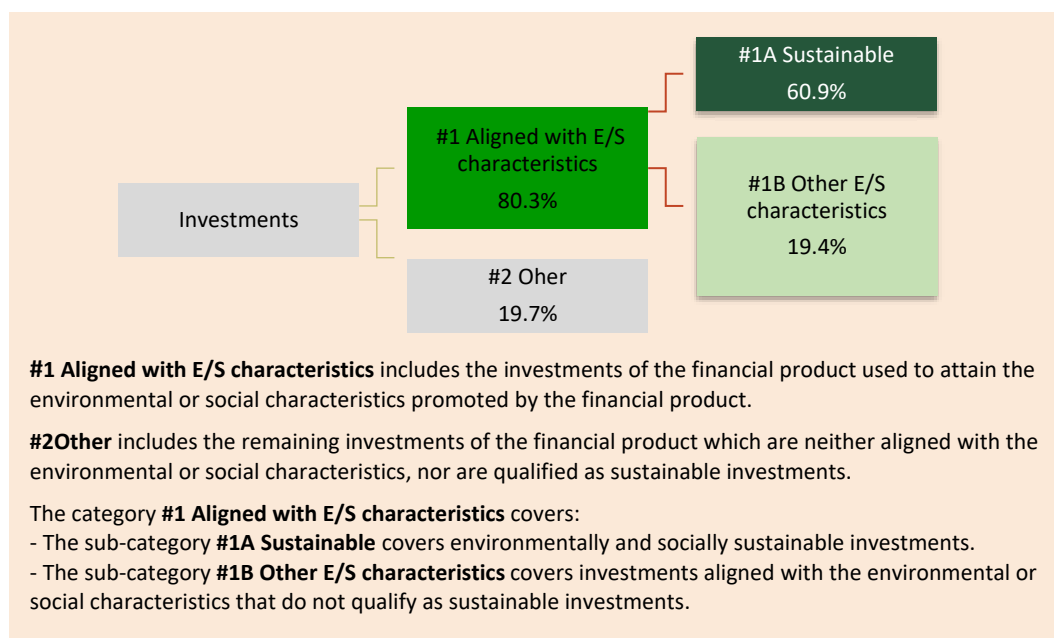 #1A Sustainable
60.9%
#1 Aligned with E/S
characteristics
80.3%
#1B Other E/S
characteristics
19.4%
Investments
#2 Oher
19.7%
#1 Aligned with E/S characteristics includes the investments of the financial product used to attain the
environmental or social characteristics promoted by the financial product.
#2Other includes the remaining investments of the financial product which are neither aligned with the
environmental or social characteristics, nor are qualified as sustainable investments.
The category #1 Aligned with E/S characteristics covers:
- The sub-category #1A Sustainable covers environmentally and socially sustainable investments.
- The sub-category #1B Other E/S characteristics covers investments aligned with the environmental or
social characteristics that do not qualify as sustainable investments.